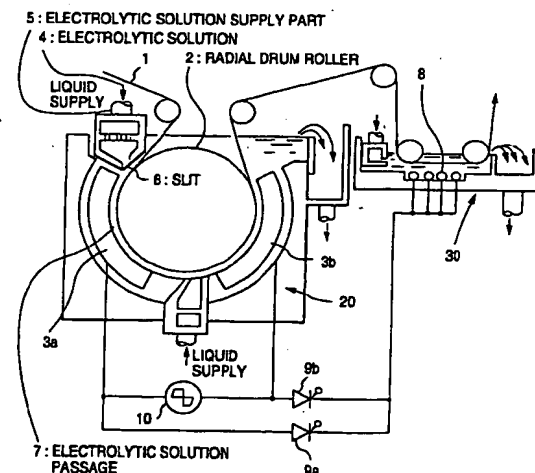 5 : ELECTROLYTIC SOLUTION SUPPLY PART
4 : ELECTROLYTIC SOLUTION
1
2 : RADIAL DRUM ROLLER
8
LIQUID
SUPPLY
6 : SLIT
3b
30
20
3a
LIQUID
SUPPLY
9b
10
7 : ELECTROLYTIC SOLUTION
PASSAGE
9a